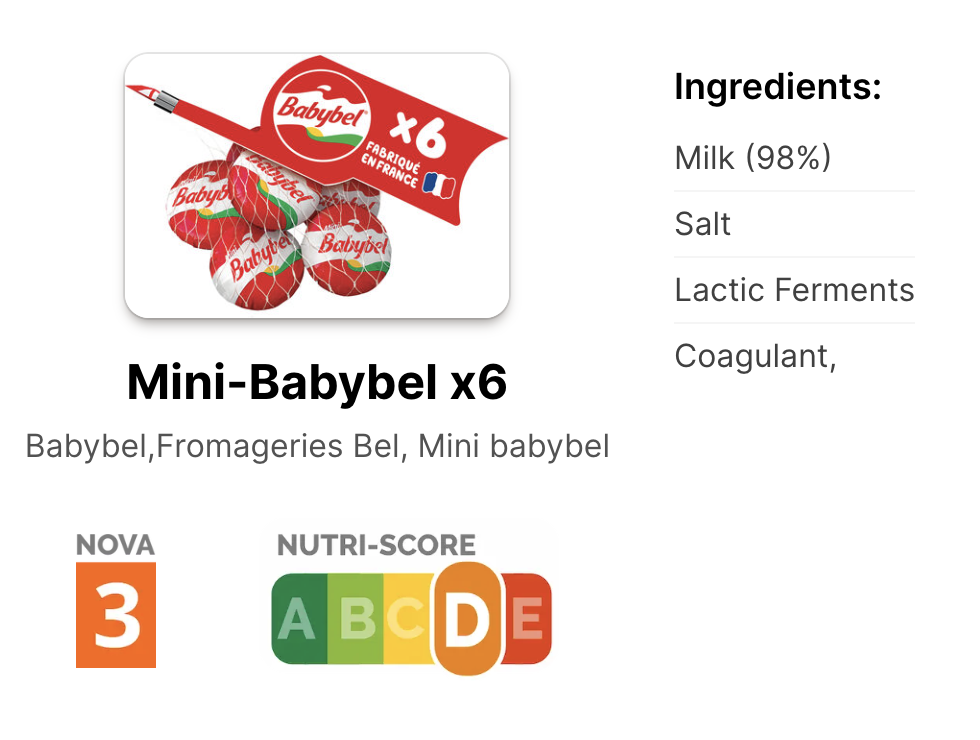 Babybel
x6
FABRIQUÉ
EN FRANCE
Babybel
Babybel
Babybel
Mini-Babybel x6
Babybel,Fromageries Bel, Mini babybel
NOVA
3
NUTRI-SCORE
A B C D E
Ingredients:
Milk (98%)
Salt
Lactic Ferments
Coagulant,